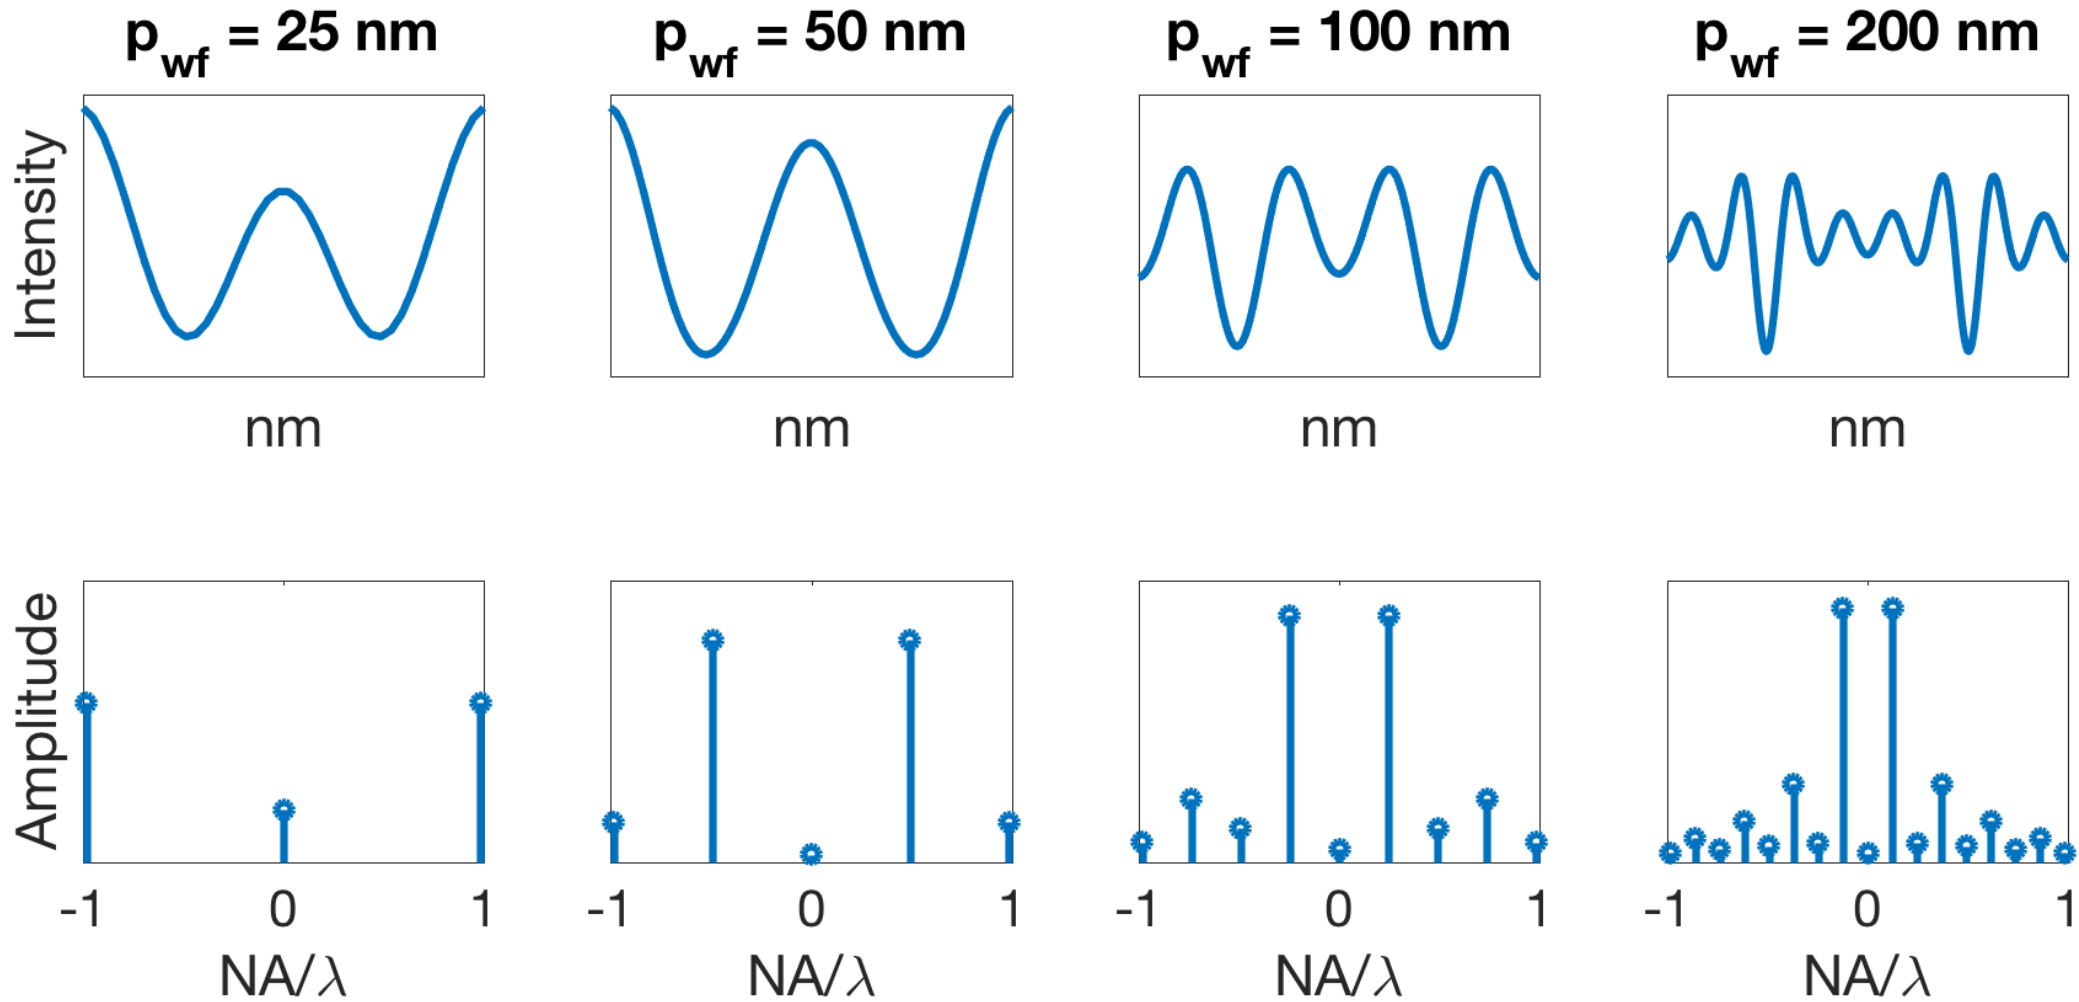 p_wf = 25 nm
p_wf = 50 nm
p_wf = 100 nm
p_wf = 200 nm
Intensity
nm
nm
nm
nm
Amplitude
-1 0 1
-1 0 1
-1 0 1
-1 0 1
NA/λ
NA/λ
NA/λ
NA/λ